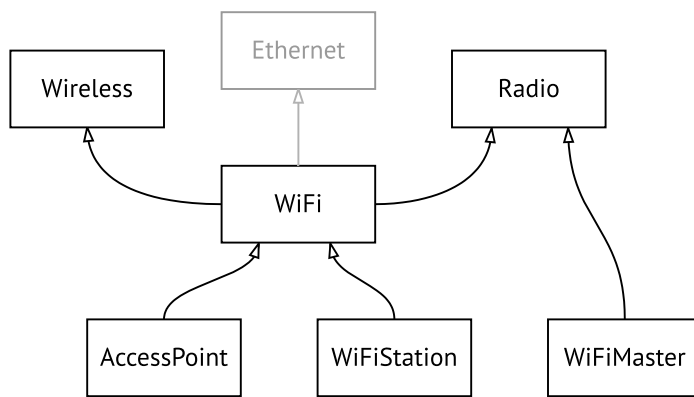 Ethernet
Wireless
Radio
WiFi
AccessPoint
WiFiStation
WiFiMaster